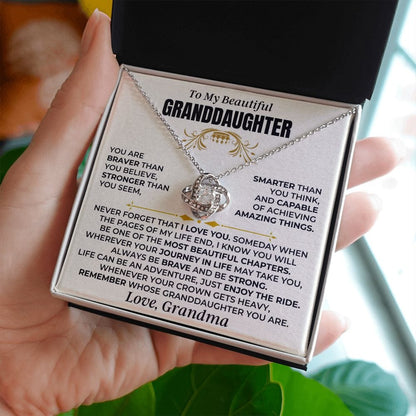 To My Beautiful
GRANDDAUGHTER
YOU ARE
BRAVER THAN
YOU BELIEVE,
STRONGER THAN
YOU SEEM,
SMARTER THAN
YOU THINK,
AND CAPABLE
OF ACHIEVING
AMAZING THINGS.
NEVER FORGET THAT I LOVE YOU. SOMEDAY WHEN
THE PAGES OF MY LIFE END, I KNOW YOU WILL
BE ONE OF THE MOST BEAUTIFUL CHAPTERS.
WHEREVER YOUR JOURNEY IN LIFE MAY TAKE YOU,
ALWAYS BE BRAVE AND BE STRONG.
LIFE CAN BE AN ADVENTURE, JUST ENJOY THE RIDE.
WHENEVER YOUR CROWN GETS HEAVY,
REMEMBER WHOSE GRANDDAUGHTER YOU ARE.
Love, Grandma